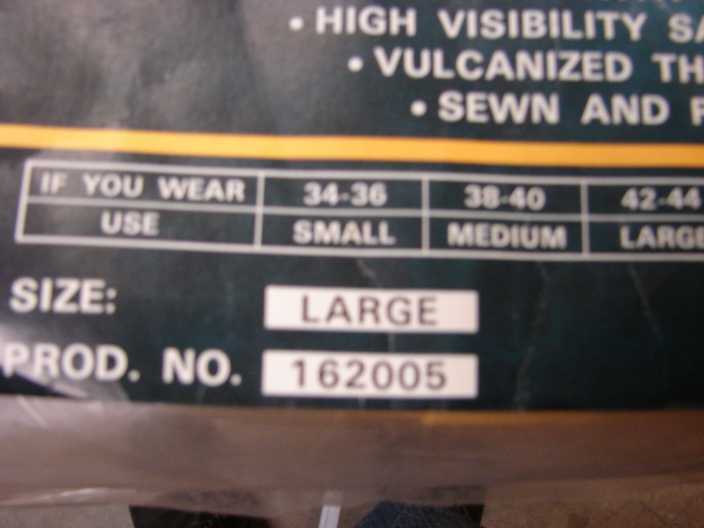 • HIGH VISIBILITY
• VULCANIZED
• SEWN AND
IF YOU WEAR 34-36 38-40 42-44
USE SMALL MEDIUM LARGE
SIZE: LARGE
PROD. NO. 162005